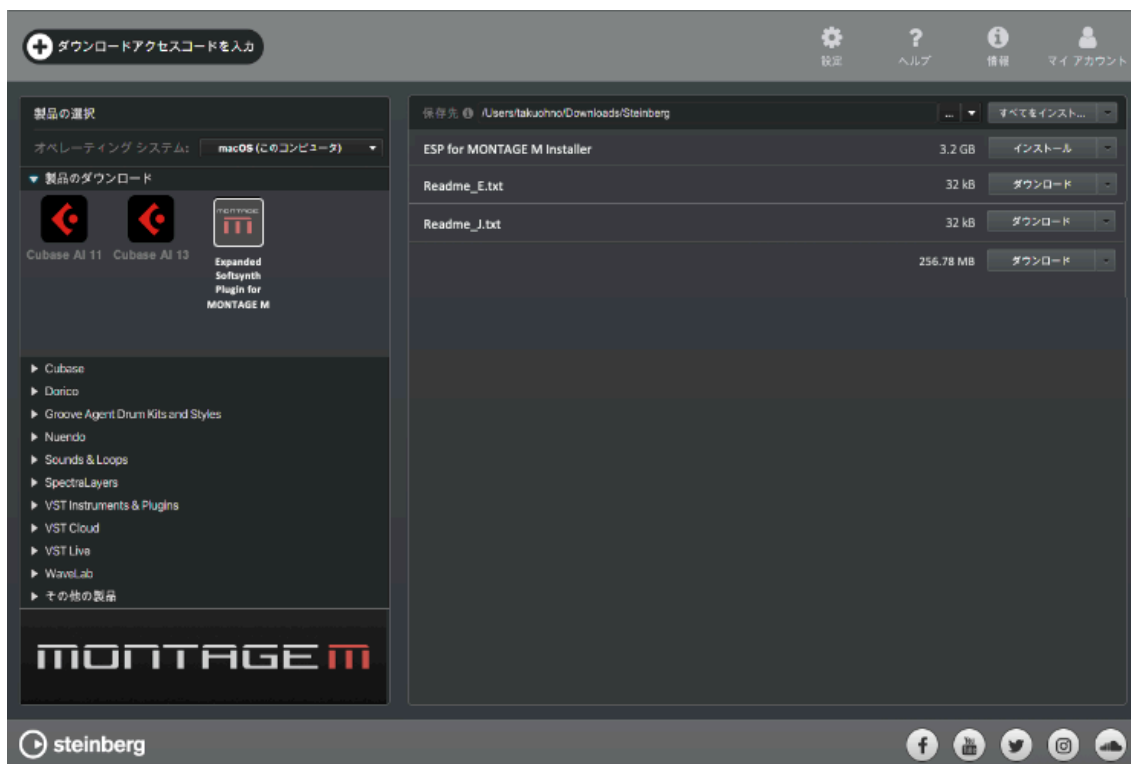 ダウンロードアクセスコードを入力
設定
ヘルプ
情報
マイ アカウント
製品の選択
オペレーティング システム: macOS (このコンピュータ)
製品のダウンロード
MONTAGE
M
Cubase AI 11
Cubase AI 13
Expanded
Softsynth
Plugin for
MONTAGE M
Cubase
Dorico
Groove Agent Drum Kits and Styles
Nuendo
Sounds & Loops
SpectraLayers
VST Instruments & Plugins
VST Cloud
VST Live
WaveLab
その他の製品
MONTAGE M
保存先 /Users/takuohno/Downloads/Steinberg ... すべてをインスト...
ESP for MONTAGE M Installer 3.2 GB インストール
Readme_E.txt 32 kB ダウンロード
Readme_J.txt 32 kB ダウンロード
256.78 MB ダウンロード
steinberg